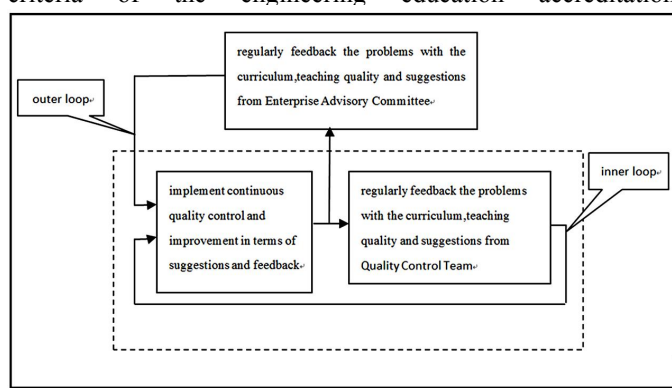 criteria of the engineering education accreditation
regularly feedback the problems with the
curriculum,teaching quality and suggestions
from Enterprise Advisory Committee
outer loop
inner loop
implement continuous
quality control and
improvement in terms of
suggestions and feedback
regularly feedback the problems
with the curriculum,teaching
quality and suggestions from
Quality Control Team